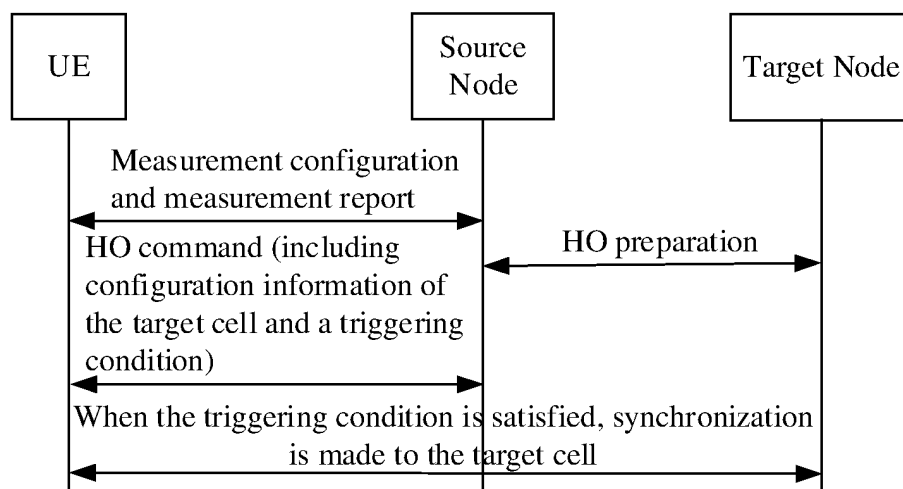 UE
Source
Node
Target Node
Measurement configuration
and measurement report
HO preparation
HO command (including
configuration information of
the target cell and a triggering
condition)
When the triggering condition is satisfied, synchronization
is made to the target cell